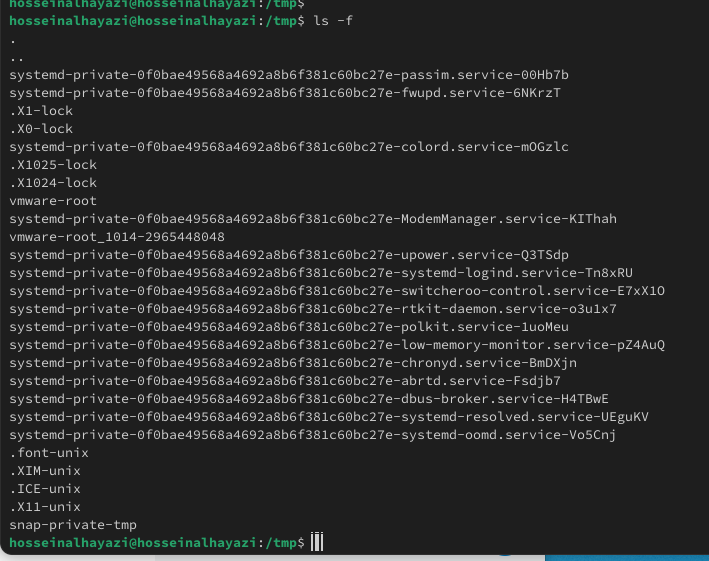 hosseinalhayazi@hosseinalhayazi:/tmp$
hosseinalhayazi@hosseinalhayazi:/tmp$ ls -f
.
..
systemd-private-0f0bae49568a4692a8b6f381c60bc27e-passim.service-00Hb7b
systemd-private-0f0bae49568a4692a8b6f381c60bc27e-fwupd.service-6NKrzT
.X1-lock
.X0-lock
systemd-private-0f0bae49568a4692a8b6f381c60bc27e-colord.service-mOGzlc
.X1025-lock
.X1024-lock
vmware-root
systemd-private-0f0bae49568a4692a8b6f381c60bc27e-ModemManager.service-KIThah
vmware-root_1014-2965448048
systemd-private-0f0bae49568a4692a8b6f381c60bc27e-upower.service-Q3TSdp
systemd-private-0f0bae49568a4692a8b6f381c60bc27e-systemd-logind.service-Tn8xRU
systemd-private-0f0bae49568a4692a8b6f381c60bc27e-switcheroo-control.service-E7xX1O
systemd-private-0f0bae49568a4692a8b6f381c60bc27e-rtkit-daemon.service-o3u1x7
systemd-private-0f0bae49568a4692a8b6f381c60bc27e-polkit.service-1uoMeu
systemd-private-0f0bae49568a4692a8b6f381c60bc27e-low-memory-monitor.service-pZ4AuQ
systemd-private-0f0bae49568a4692a8b6f381c60bc27e-chronyd.service-BmDXjn
systemd-private-0f0bae49568a4692a8b6f381c60bc27e-abrtd.service-Fsdjb7
systemd-private-0f0bae49568a4692a8b6f381c60bc27e-dbus-broker.service-H4TBwE
systemd-private-0f0bae49568a4692a8b6f381c60bc27e-systemd-resolved.service-UEguKV
systemd-private-0f0bae49568a4692a8b6f381c60bc27e-systemd-oomd.service-Vo5Cnj
.font-unix
.XIM-unix
.ICE-unix
.X11-unix
snap-private-tmp
hosseinalhayazi@hosseinalhayazi:/tmp$